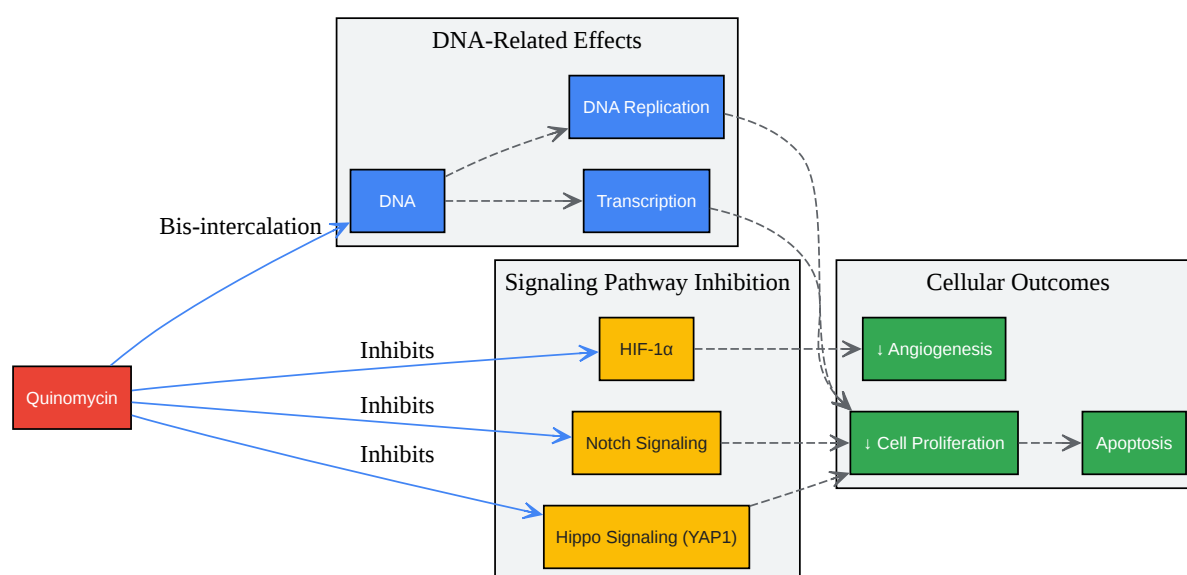 DNA-Related Effects
DNA Replication
DNA
Transcription
Bis-intercalation
Signaling Pathway Inhibition
Cellular Outcomes
HIF-1α
↓ Angiogenesis
Inhibits
Quinomycin
Inhibits
Notch Signaling
↓ Cell Proliferation
Apoptosis
Inhibits
Hippo Signaling (YAP1)